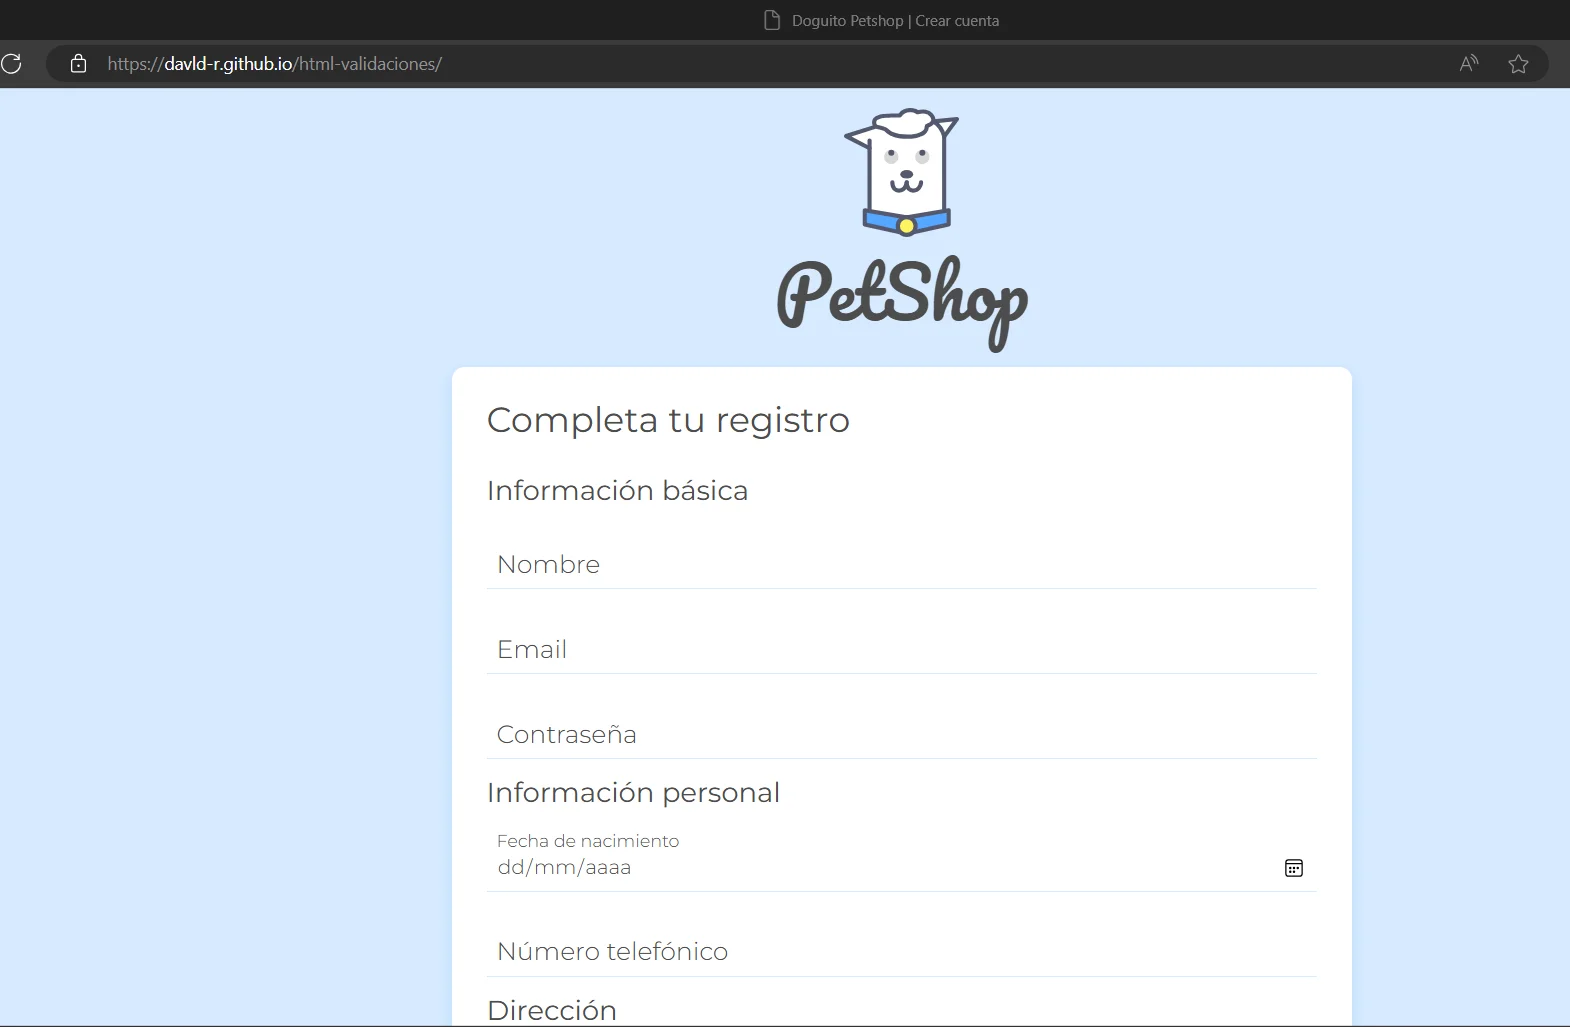 Doguito Petshop | Crear cuenta
https://davld-r.github.io/html-validaciones/
PetShop
Completa tu registro
Información básica
Nombre
Email
Contraseña
Información personal
Fecha de nacimiento
dd/mm/aaaa
Número telefónico
Dirección